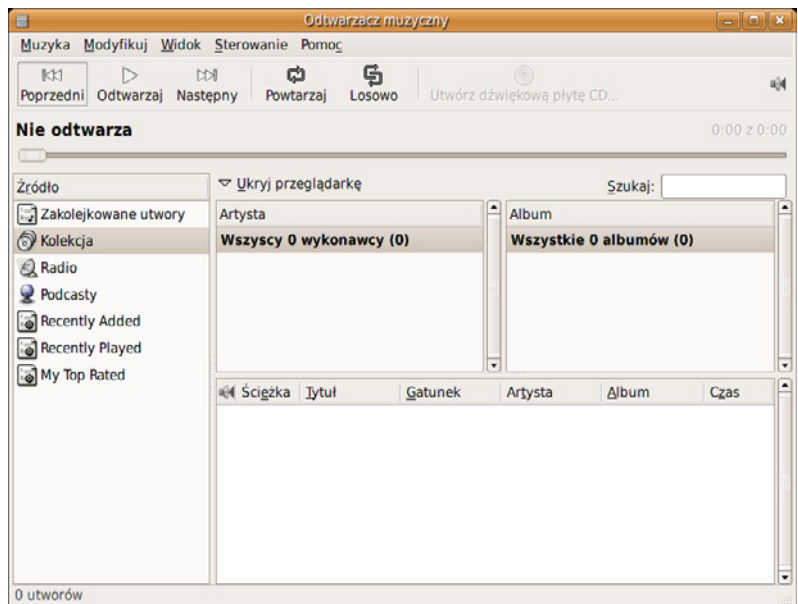 Odtwarzacz muzyczny
Muzyka Modyfikuj Widok Sterowanie Pomoc
Poprzedni Odtwarzaj Następny Powtarzaj Losowo Utwórz dźwiękową płytę CD...
Nie odtwarza 0:00 z 0:00
Źródło
Zakolejkowane utwory
Kolekcja
Radio
Podcasty
Recently Added
Recently Played
My Top Rated
Ukryj przeglądarkę Szukaj:
Artysta Album
Wszyscy 0 wykonawcy (0) Wszystkie 0 albumów (0)
Ścieżka Tytuł Gatunek Artysta Album Czas
0 utworów